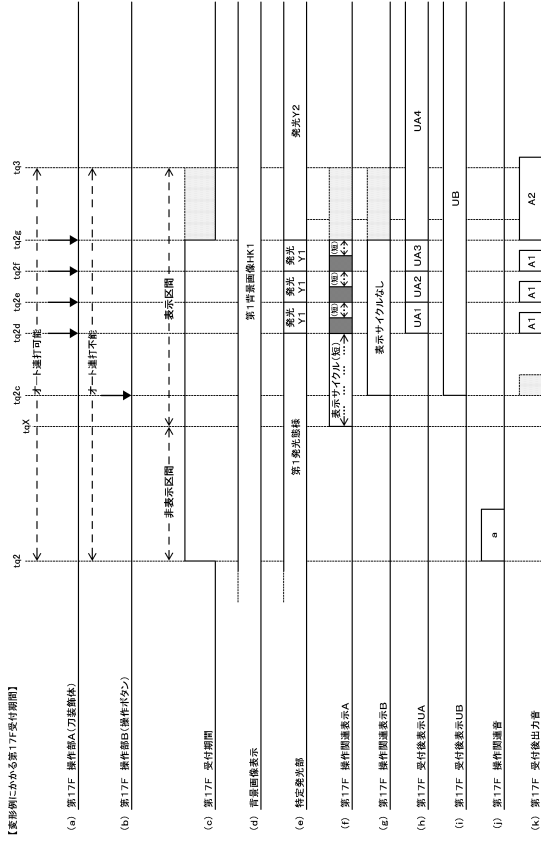 【変形例にかかる第17F受付期間】
tq2 tqX tq2c tq2d tq2e tq2f tq2g tq3
オート連打可能
(a) 第17F 操作部A(刀装飾体)
オート連打不能
(b) 第17F 操作部B(操作ボタン)
非表示区間 表示区間
(c) 第17F 受付期間
(d) 背景画像表示 第1背景画像HK1
(e) 特定発光部 第1発光態様 発光Y1 発光Y1 発光Y1 発光Y2
(f) 第17F 操作関連表示A 表示サイクル(短) (短) (短) (短)
(g) 第17F 操作関連表示B 表示サイクルなし
(h) 第17F 受付後表示UA UA1 UA2 UA3 UA4
(i) 第17F 受付後表示UB UB
(j) 第17F 操作関連音 a
(k) 第17F 受付後出力音 A1 A1 A1 A2